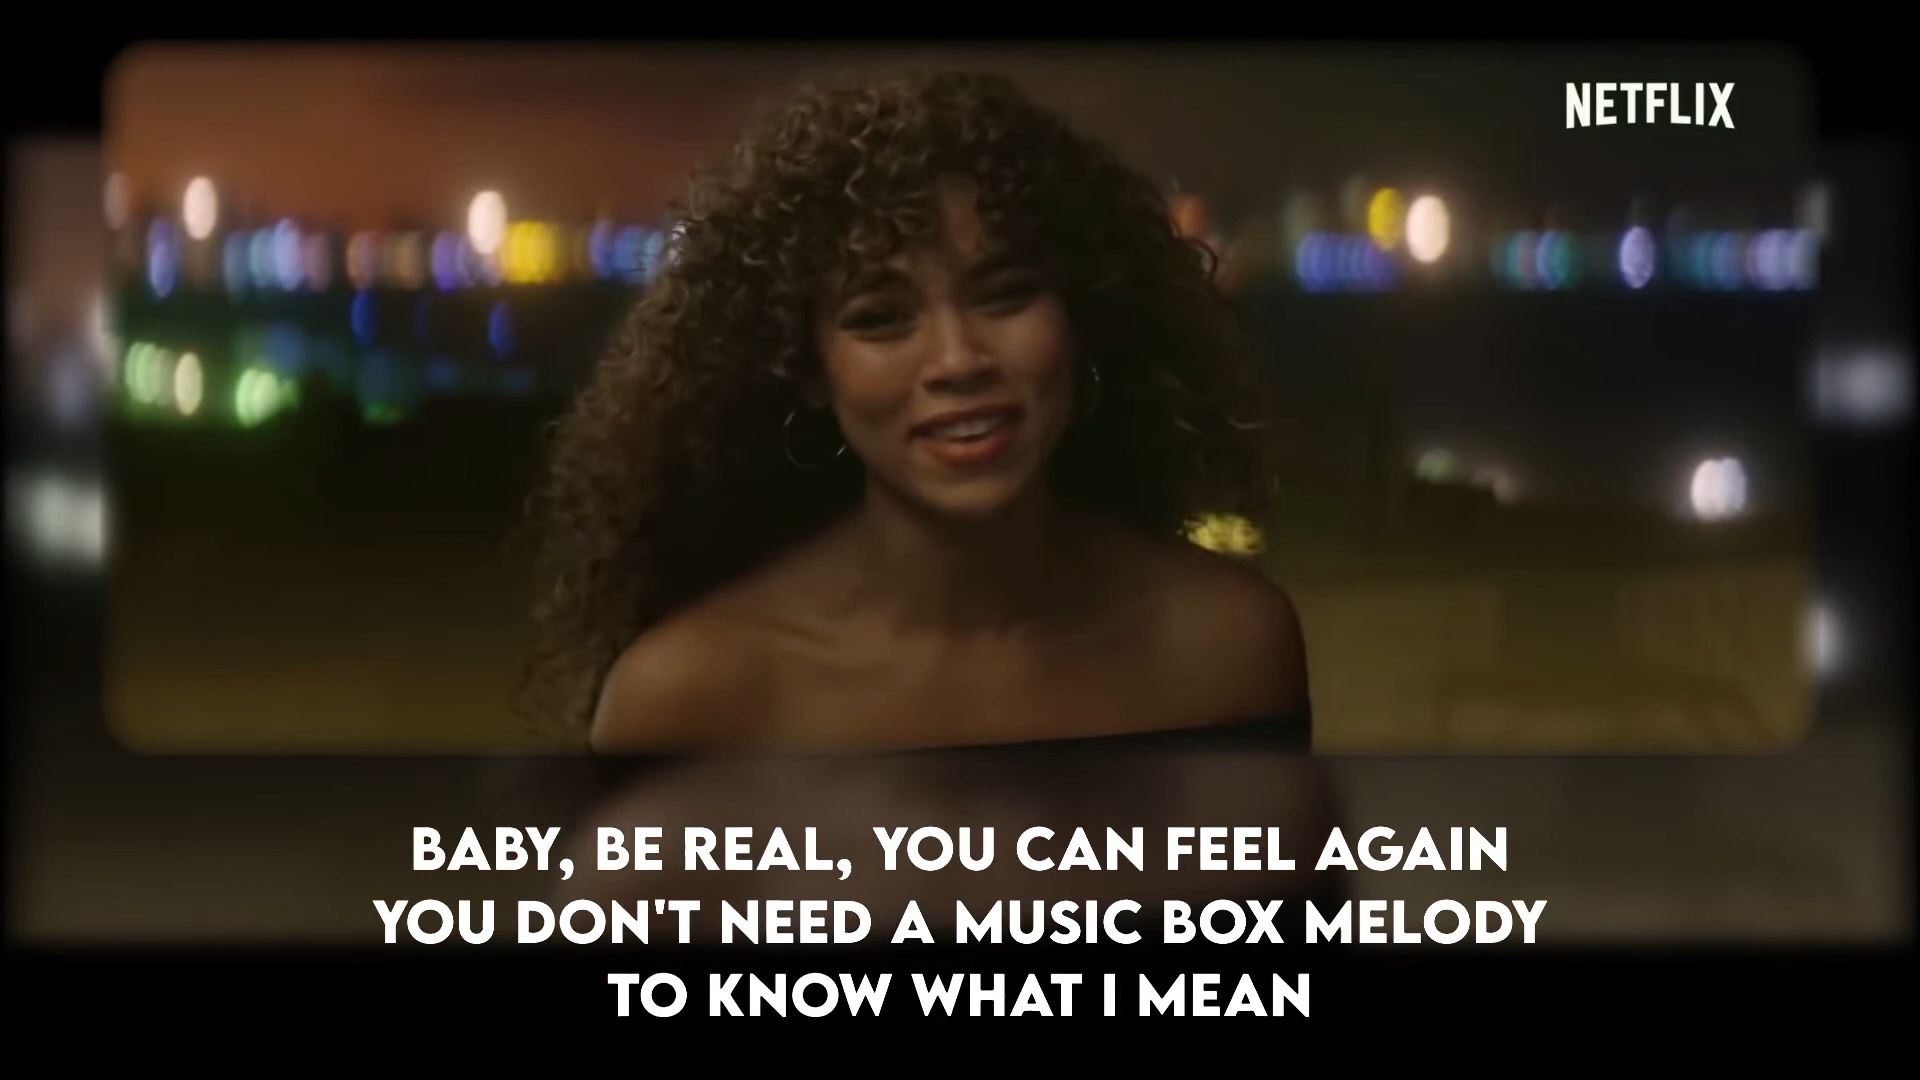 NETFLIX
BABY, BE REAL, YOU CAN FEEL AGAIN
YOU DON'T NEED A MUSIC BOX MELODY
TO KNOW WHAT I MEAN